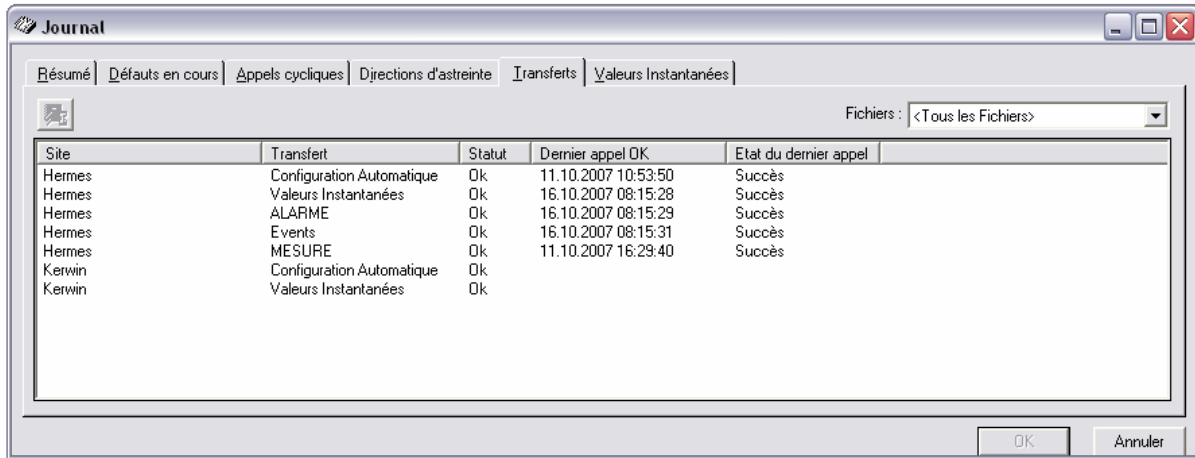 Journal
Résumé Défauts en cours Appels cycliques Directions d'astreinte Transferts Valeurs Instantanées
Fichiers : <Tous les Fichiers>
Site Transfert Statut Dernier appel OK Etat du dernier appel
Hermes Configuration Automatique Ok 11.10.2007 10:53:50 Succès
Hermes Valeurs Instantanées Ok 16.10.2007 08:15:28 Succès
Hermes ALARME Ok 16.10.2007 08:15:29 Succès
Hermes Events Ok 16.10.2007 08:15:31 Succès
Hermes MESURE Ok 11.10.2007 16:29:40 Succès
Kerwin Configuration Automatique Ok
Kerwin Valeurs Instantanées Ok
OK Annuler